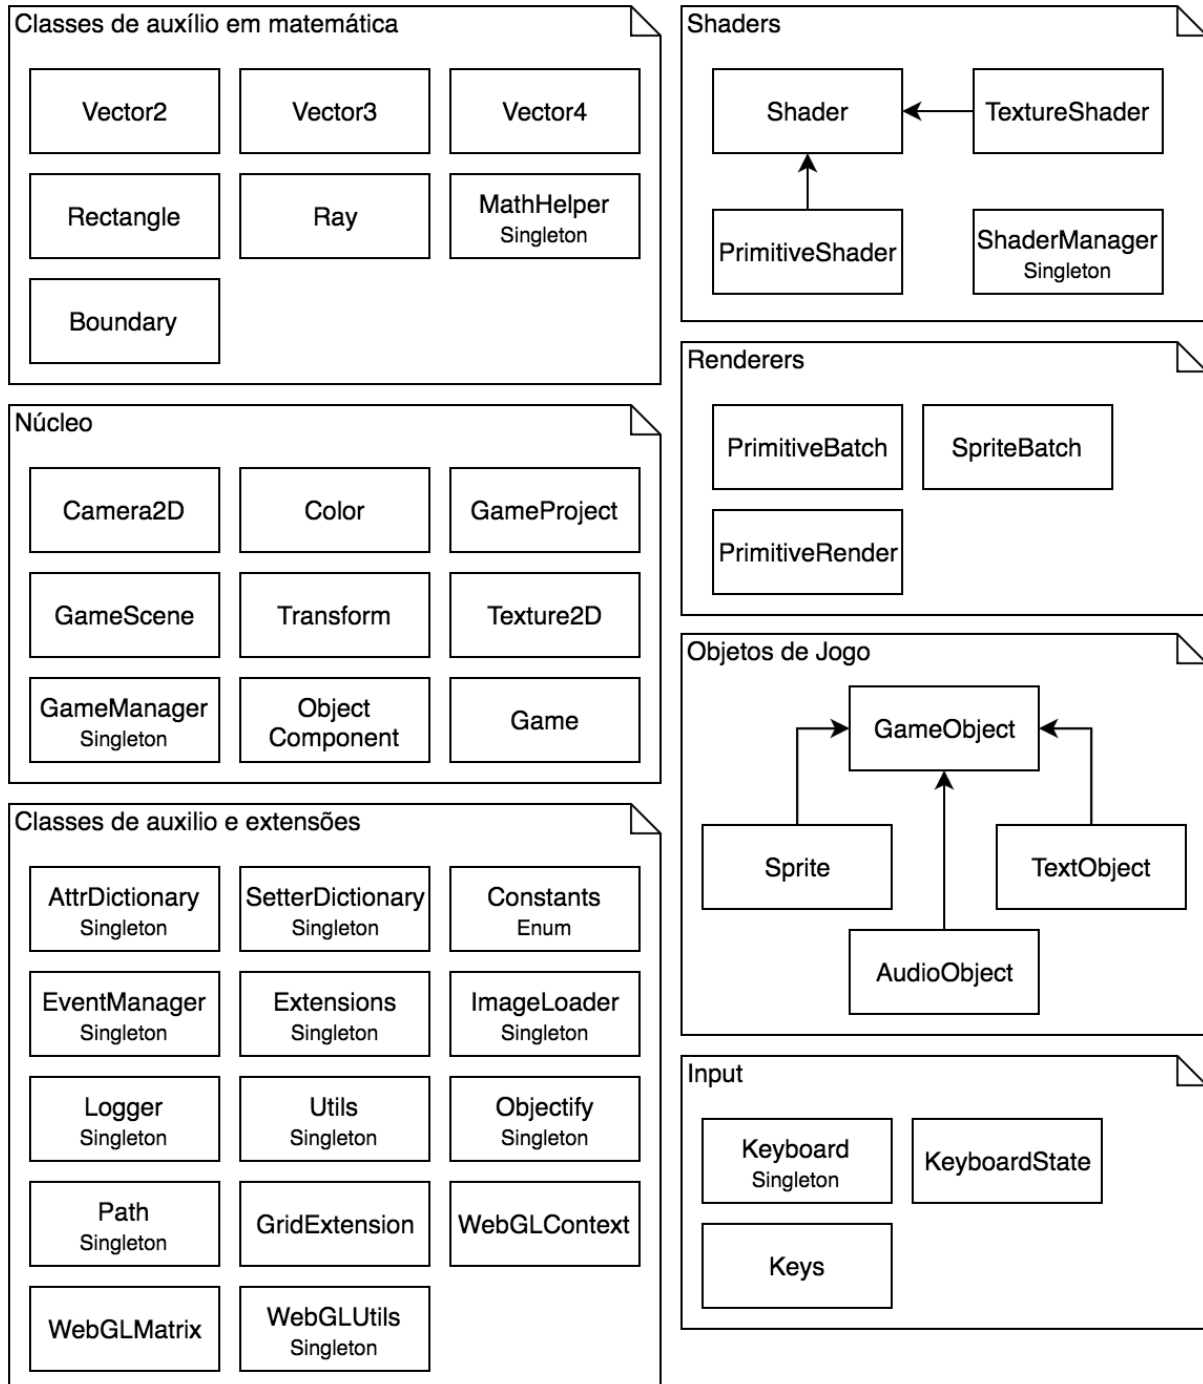 Classes de auxílio em matemática
Vector2
Vector3
Vector4
Rectangle
Ray
MathHelper
Singleton
Boundary
Núcleo
Camera2D
Color
GameProject
GameScene
Transform
Texture2D
GameManager
Singleton
Object
Component
Game
Classes de auxilio e extensões
AttrDictionary
Singleton
SetterDictionary
Singleton
Constants
Enum
EventManager
Singleton
Extensions
Singleton
ImageLoader
Singleton
Logger
Singleton
Utils
Singleton
Objectify
Singleton
Path
Singleton
GridExtension
WebGLContext
WebGLMatrix
WebGLUtils
Singleton
Shaders
Shader
TextureShader
PrimitiveShader
ShaderManager
Singleton
Renderers
PrimitiveBatch
SpriteBatch
PrimitiveRender
Objetos de Jogo
GameObject
Sprite
TextObject
AudioObject
Input
Keyboard
Singleton
KeyboardState
Keys